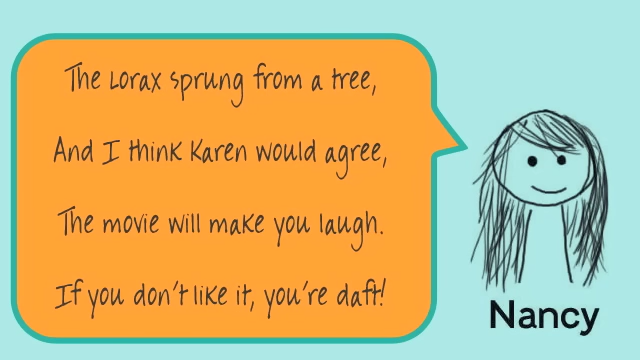 The Lorax sprung from a tree,
And I think Karen would agree,
The movie will make you laugh.
If you don't like it, you're daft!
Nancy